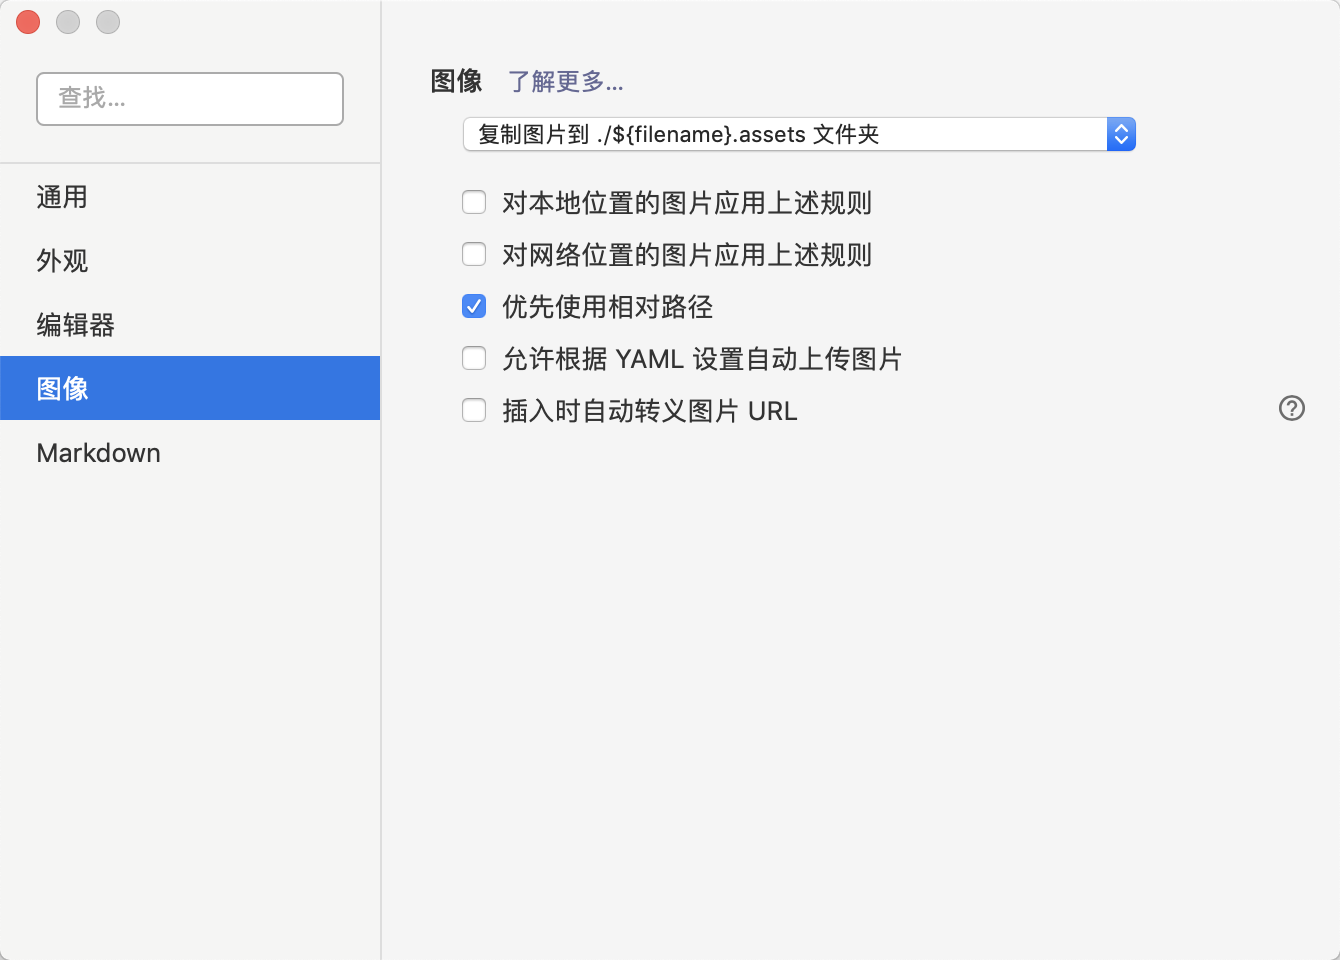 查找...
通用
外观
编辑器
图像
Markdown
图像 了解更多...
复制图片到 ./${filename}.assets 文件夹
对本地位置的图片应用上述规则
对网络位置的图片应用上述规则
优先使用相对路径
允许根据 YAML 设置自动上传图片
插入时自动转义图片 URL
?